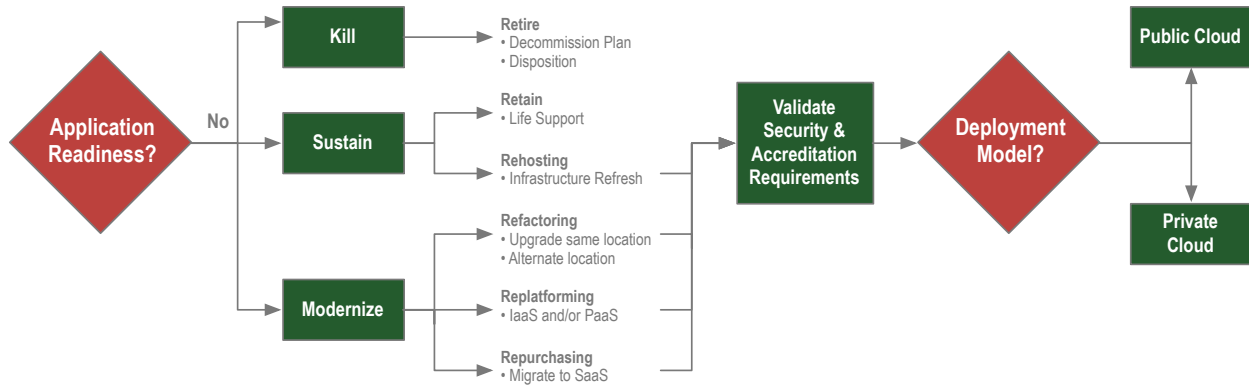 Application
Readiness?
No
Kill
Retire
• Decommission Plan
• Disposition
Sustain
Retain
• Life Support
Rehosting
• Infrastructure Refresh
Modernize
Refactoring
• Upgrade same location
• Alternate location
Replatforming
• IaaS and/or PaaS
Repurchasing
• Migrate to SaaS
Validate
Security &
Accreditation
Requirements
Deployment
Model?
Public Cloud
Private
Cloud